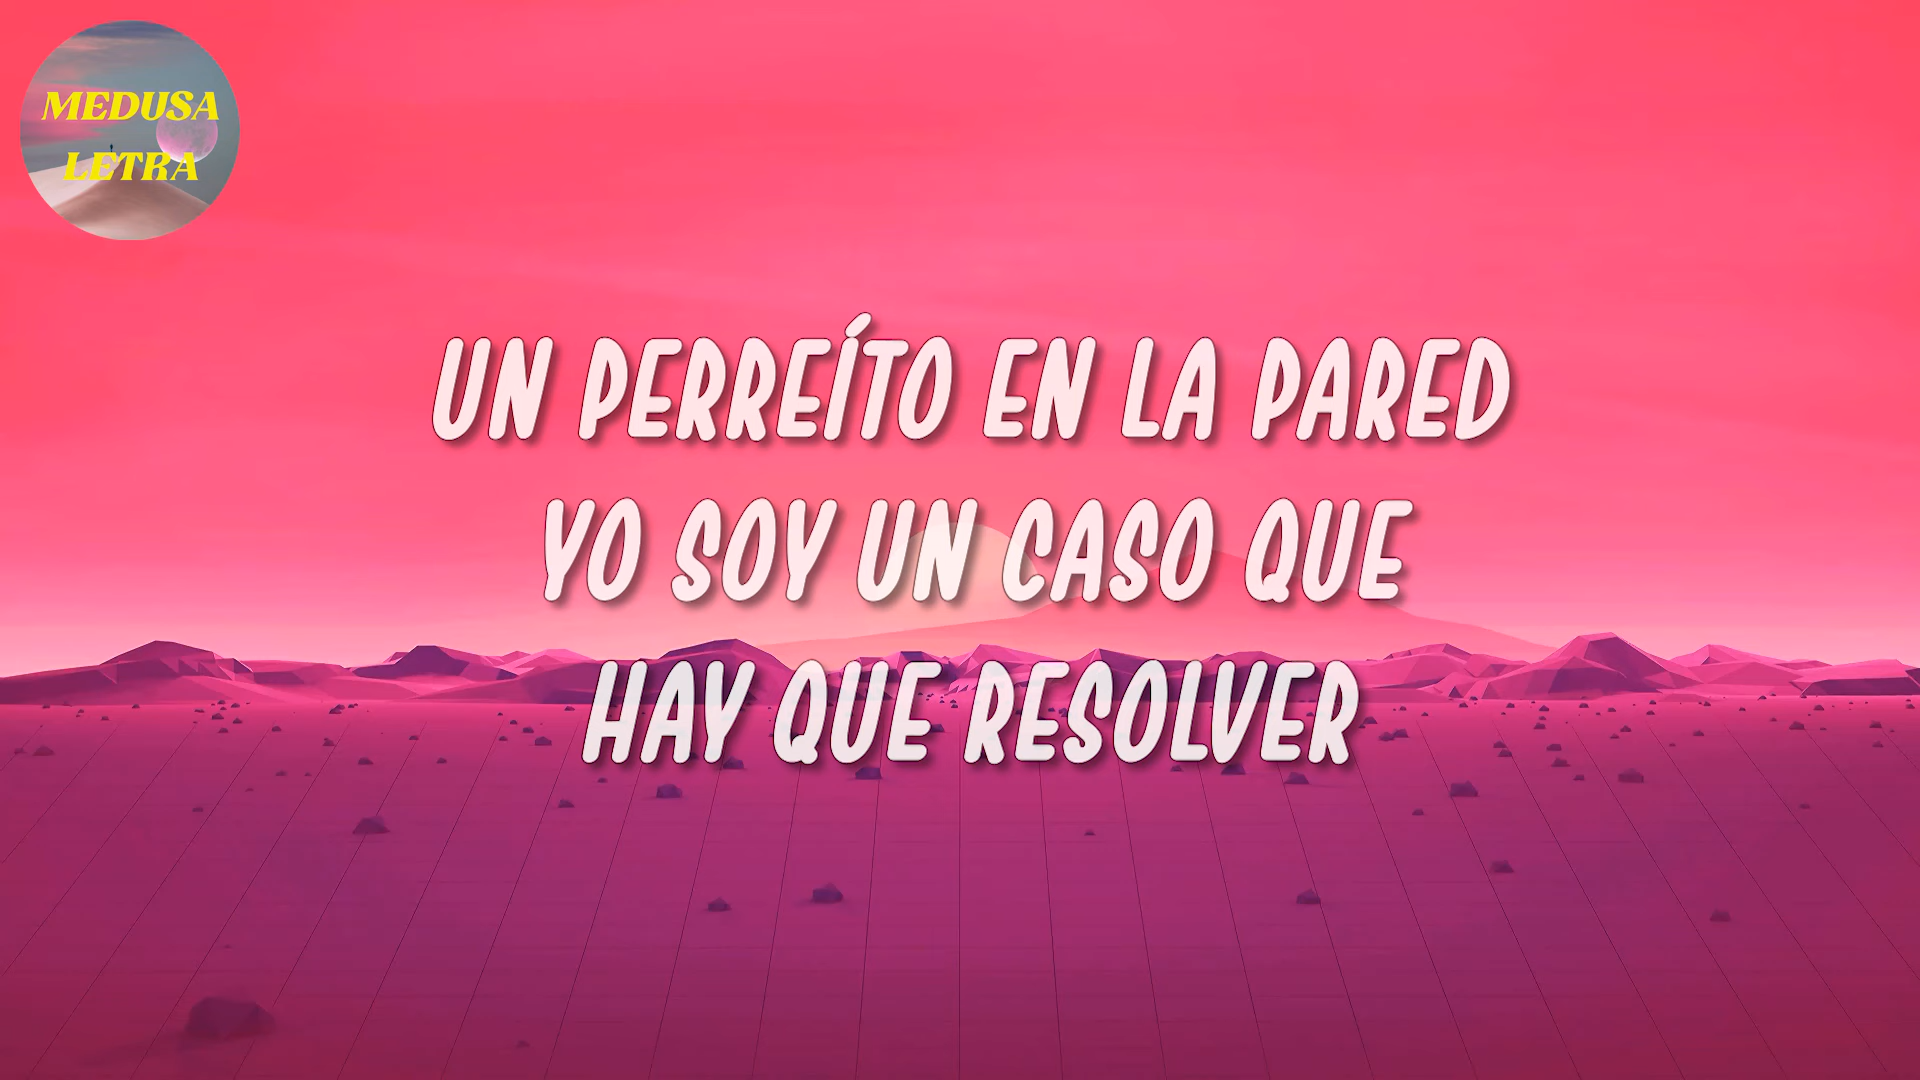 MEDUSA
LETRA
UN PERREÍTO EN LA PARED
YO SOY UN CASO QUE
HAY QUE RESOLVER